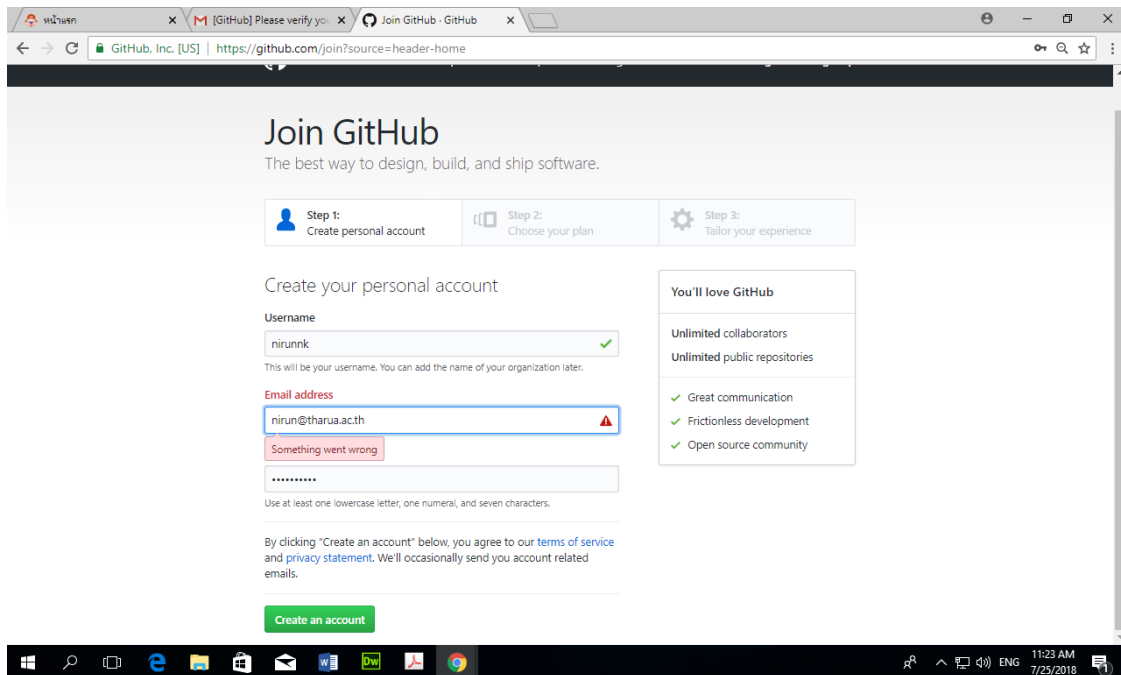 หน้าแรก
[GitHub] Please verify you
Join GitHub · GitHub
GitHub, Inc. [US] | https://github.com/join?source=header-home
Join GitHub
The best way to design, build, and ship software.
Step 1:
Create personal account
Step 2:
Choose your plan
Step 3:
Tailor your experience
Create your personal account
Username
nirunnk
This will be your username. You can add the name of your organization later.
Email address
nirun@tharua.ac.th
Something went wrong
••••••••••
Use at least one lowercase letter, one numeral, and seven characters.
By clicking "Create an account" below, you agree to our terms of service
and privacy statement. We'll occasionally send you account related
emails.
Create an account
You'll love GitHub
Unlimited collaborators
Unlimited public repositories
Great communication
Frictionless development
Open source community
Dw
ENG
11:23 AM
7/25/2018
1